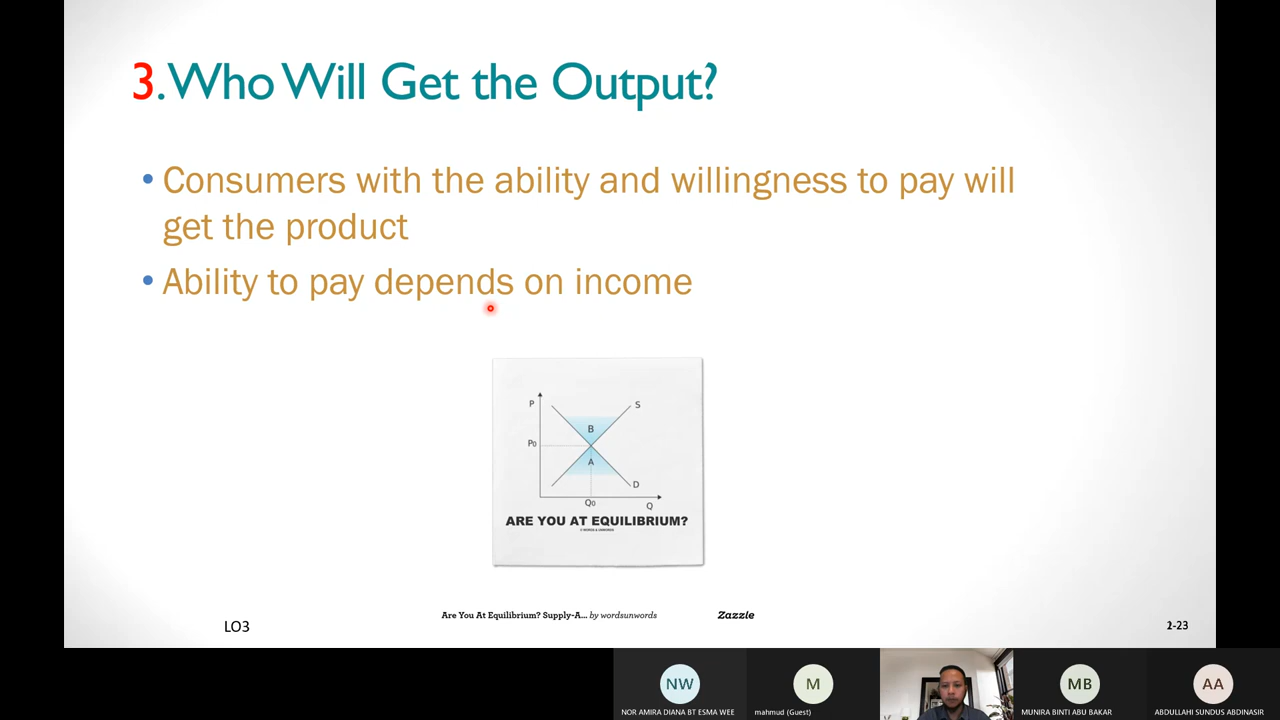 3. Who Will Get the Output?
• Consumers with the ability and willingness to pay will
get the product
• Ability to pay depends on income
P
S
B
P0
A
D
Q0
Q
ARE YOU AT EQUILIBRIUM?
© WORDS & UNWORDS
Are You At Equilibrium? Supply-A... by wordsunwords
Zazzle
LO3
NW
M
MB
AA
NOR AMIRA DIANA BT ESMA WEE
mahmud (Guest)
MUNIRA BINTI ABU BAKAR
ABDULLAHI SUNDUS ABDINASIR